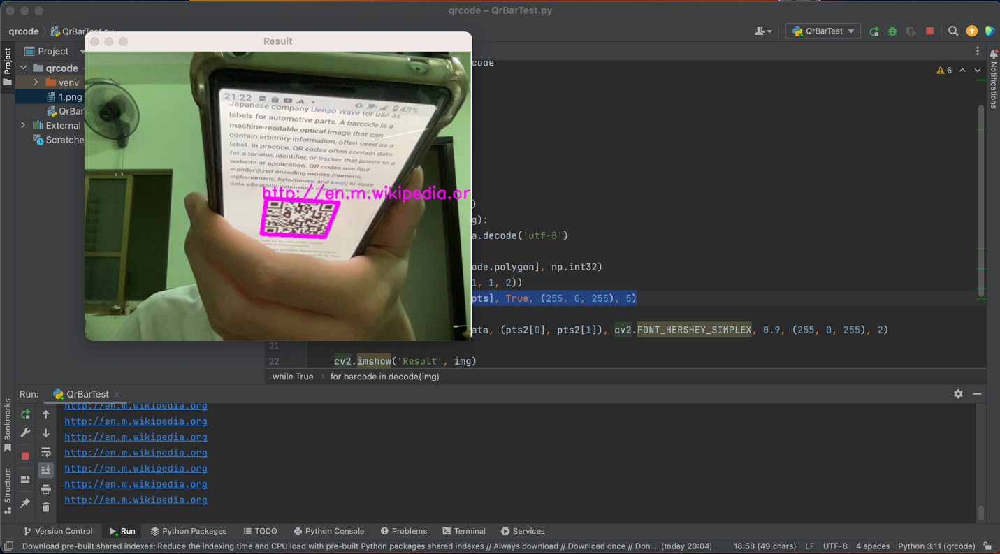 qrcode – QrBarTest.py
qrcode
QrBarTest.py
QrBarTest
Project
Project
qrcode
venv
1.png
QrBar
External
Scratche
Bookmarks
Structure
Notifications
Result
21:22
43%
Japanese company Denso Wave for use as
labels for automotive parts. A barcode is a
machine-readable optical image that can
contain arbitrary information, often used as a
label. In practice, QR codes often contain data
for a locator, identifier, or tracker that points to a
website or application. QR codes use four
standardized encoding modes (numeric,
alphanumeric, byte/binary, and kanji) to store
data efficiently; extensions may also be
http://en.m.wikipedia.or
code
6
)
g):
a.decode('utf-8')
ode.polygon], np.int32)
1, 1, 2))
pts], True, (255, 0, 255), 5)
ata, (pts2[0], pts2[1]), cv2.FONT_HERSHEY_SIMPLEX, 0.9, (255, 0, 255), 2)
21
22 cv2.imshow('Result', img)
while True
for barcode in decode(img)
Run:
QrBarTest
http://en.m.wikipedia.org
http://en.m.wikipedia.org
http://en.m.wikipedia.org
http://en.m.wikipedia.org
http://en.m.wikipedia.org
http://en.m.wikipedia.org
http://en.m.wikipedia.org
Version Control
Run
Python Packages
TODO
Python Console
Problems
Terminal
Services
Download pre-built shared indexes: Reduce the indexing time and CPU load with pre-built Python packages shared indexes // Always download // Download once // Don'... (today 20:04)
18:58 (49 chars)
LF
UTF-8
4 spaces
Python 3.11 (qrcode)